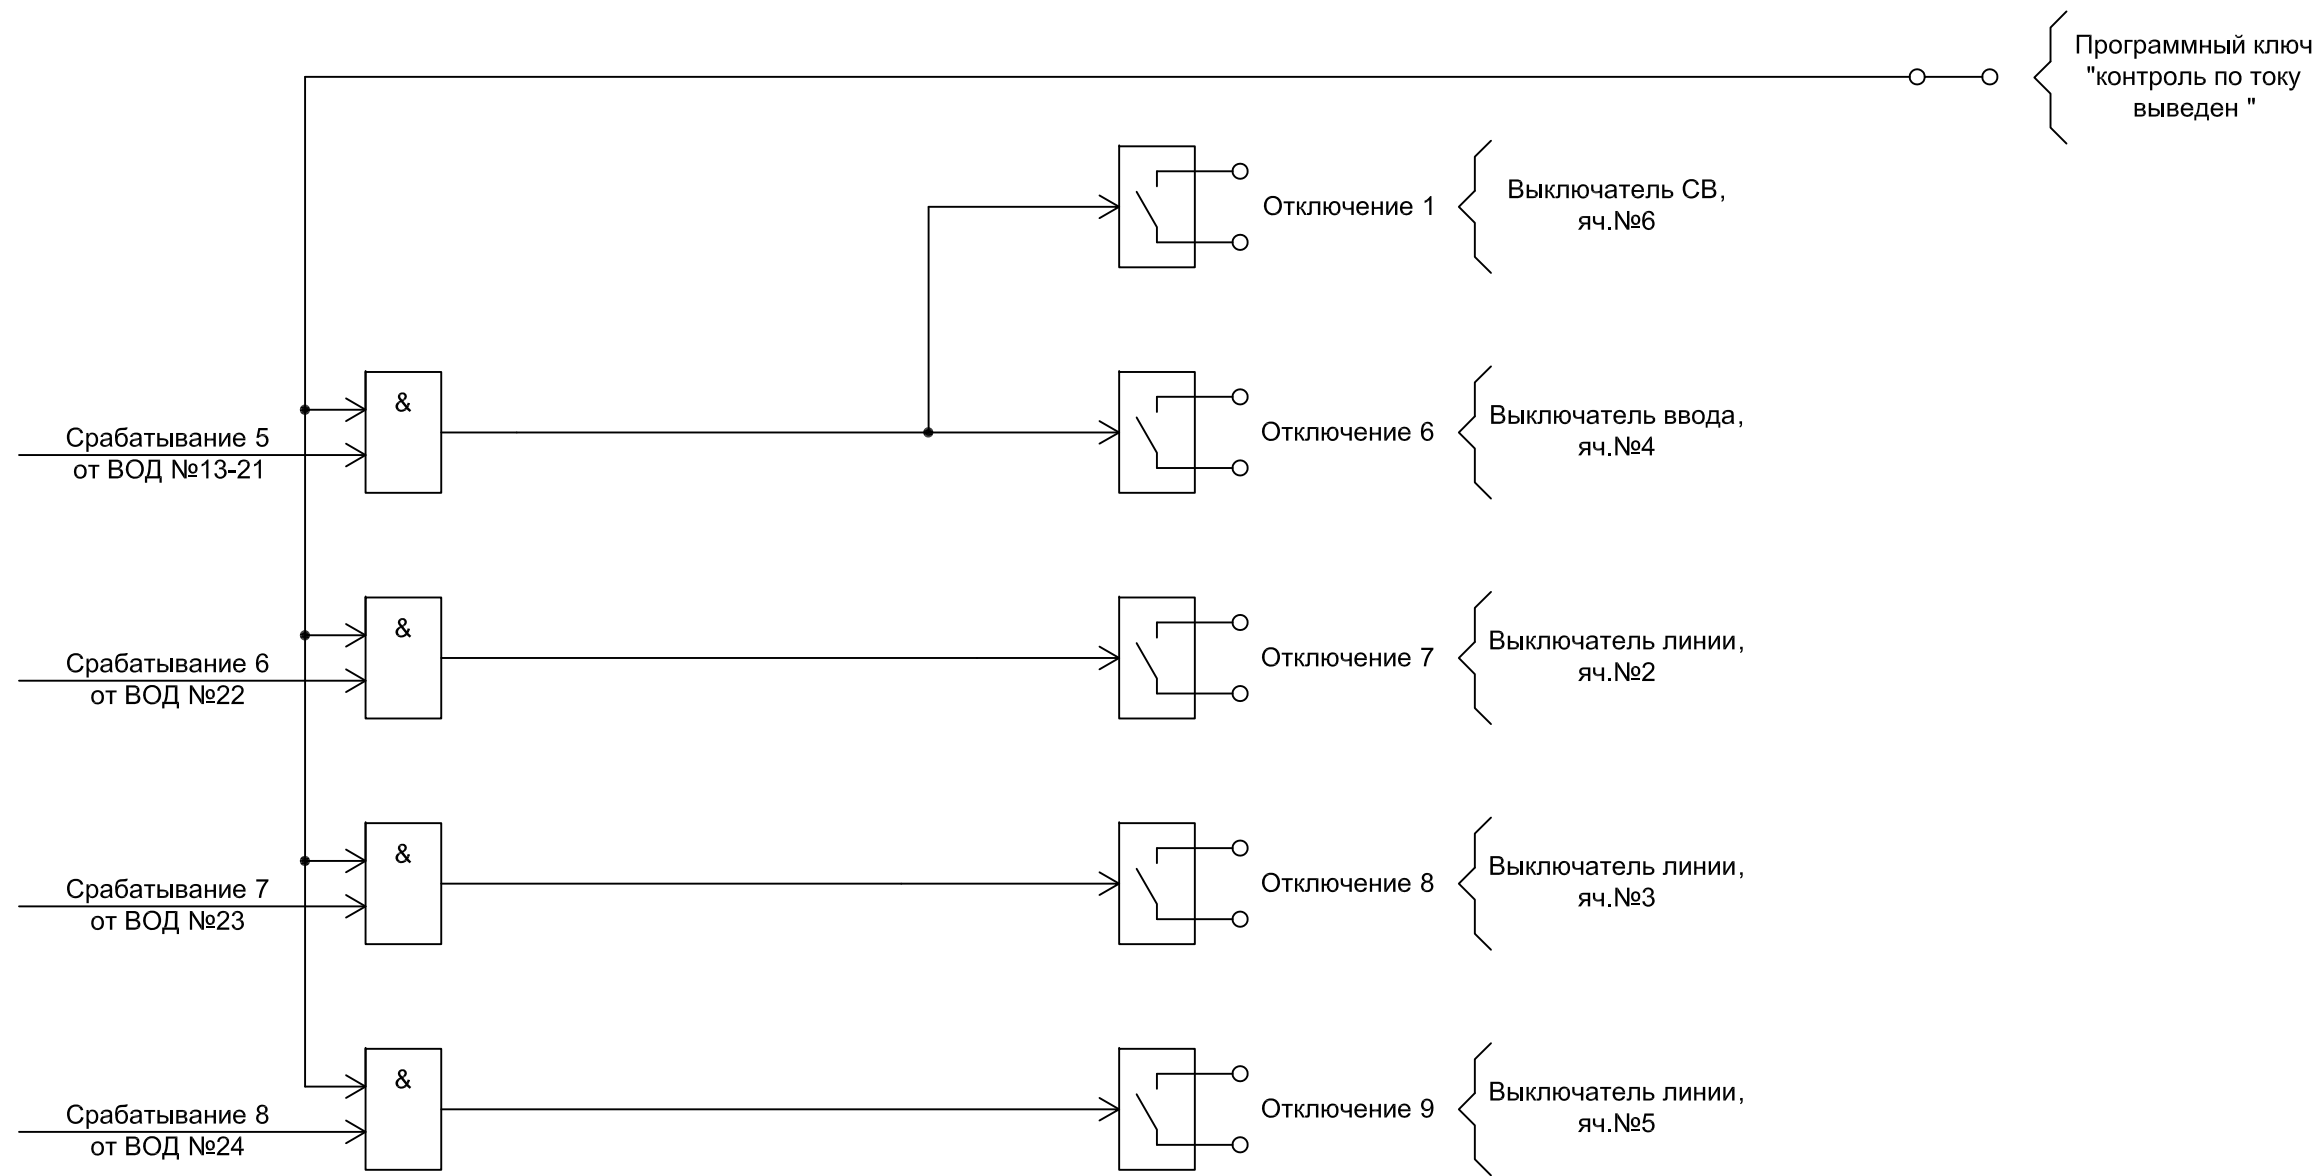 Программный ключ
"контроль по току
выведен "
Отключение 1
Выключатель СВ,
яч.№6
&
Срабатывание 5
от ВОД №13-21
Отключение 6
Выключатель ввода,
яч.№4
&
Срабатывание 6
от ВОД №22
Отключение 7
Выключатель линии,
яч.№2
&
Срабатывание 7
от ВОД №23
Отключение 8
Выключатель линии,
яч.№3
&
Срабатывание 8
от ВОД №24
Отключение 9
Выключатель линии,
яч.№5